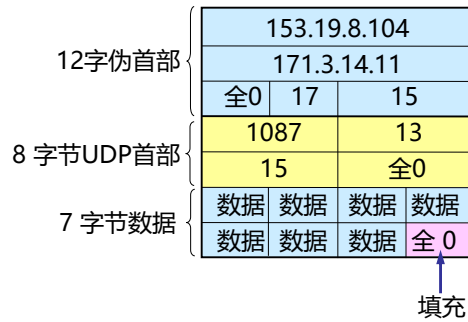 153.19.8.104
12字伪首部
171.3.14.11
全0 17 15
1087 13
8 字节UDP首部
15 全0
数据 数据 数据 数据
7 字节数据
数据 数据 数据 全 0
填充